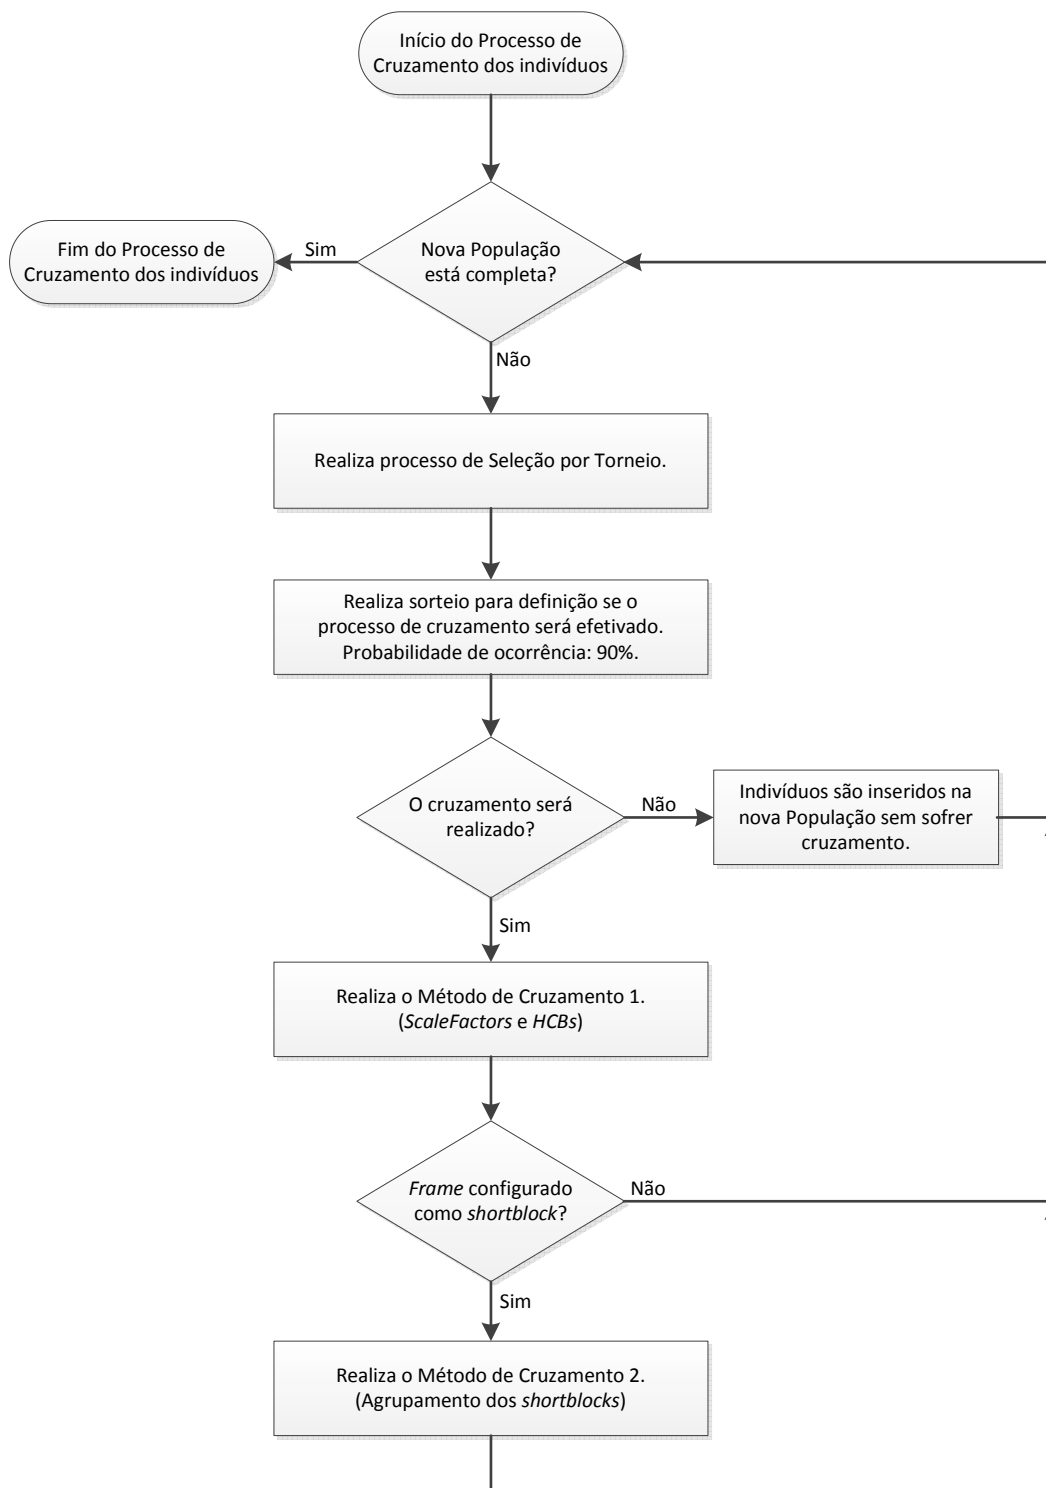 Início do Processo de
Cruzamento dos indivíduos
Nova População
está completa?
Sim
Fim do Processo de
Cruzamento dos indivíduos
Não
Realiza processo de Seleção por Torneio.
Realiza sorteio para definição se o
processo de cruzamento será efetivado.
Probabilidade de ocorrência: 90%.
O cruzamento será
realizado?
Não
Indivíduos são inseridos na
nova População sem sofrer
cruzamento.
Sim
Realiza o Método de Cruzamento 1.
(ScaleFactors e HCBs)
Frame configurado
como shortblock?
Não
Sim
Realiza o Método de Cruzamento 2.
(Agrupamento dos shortblocks)